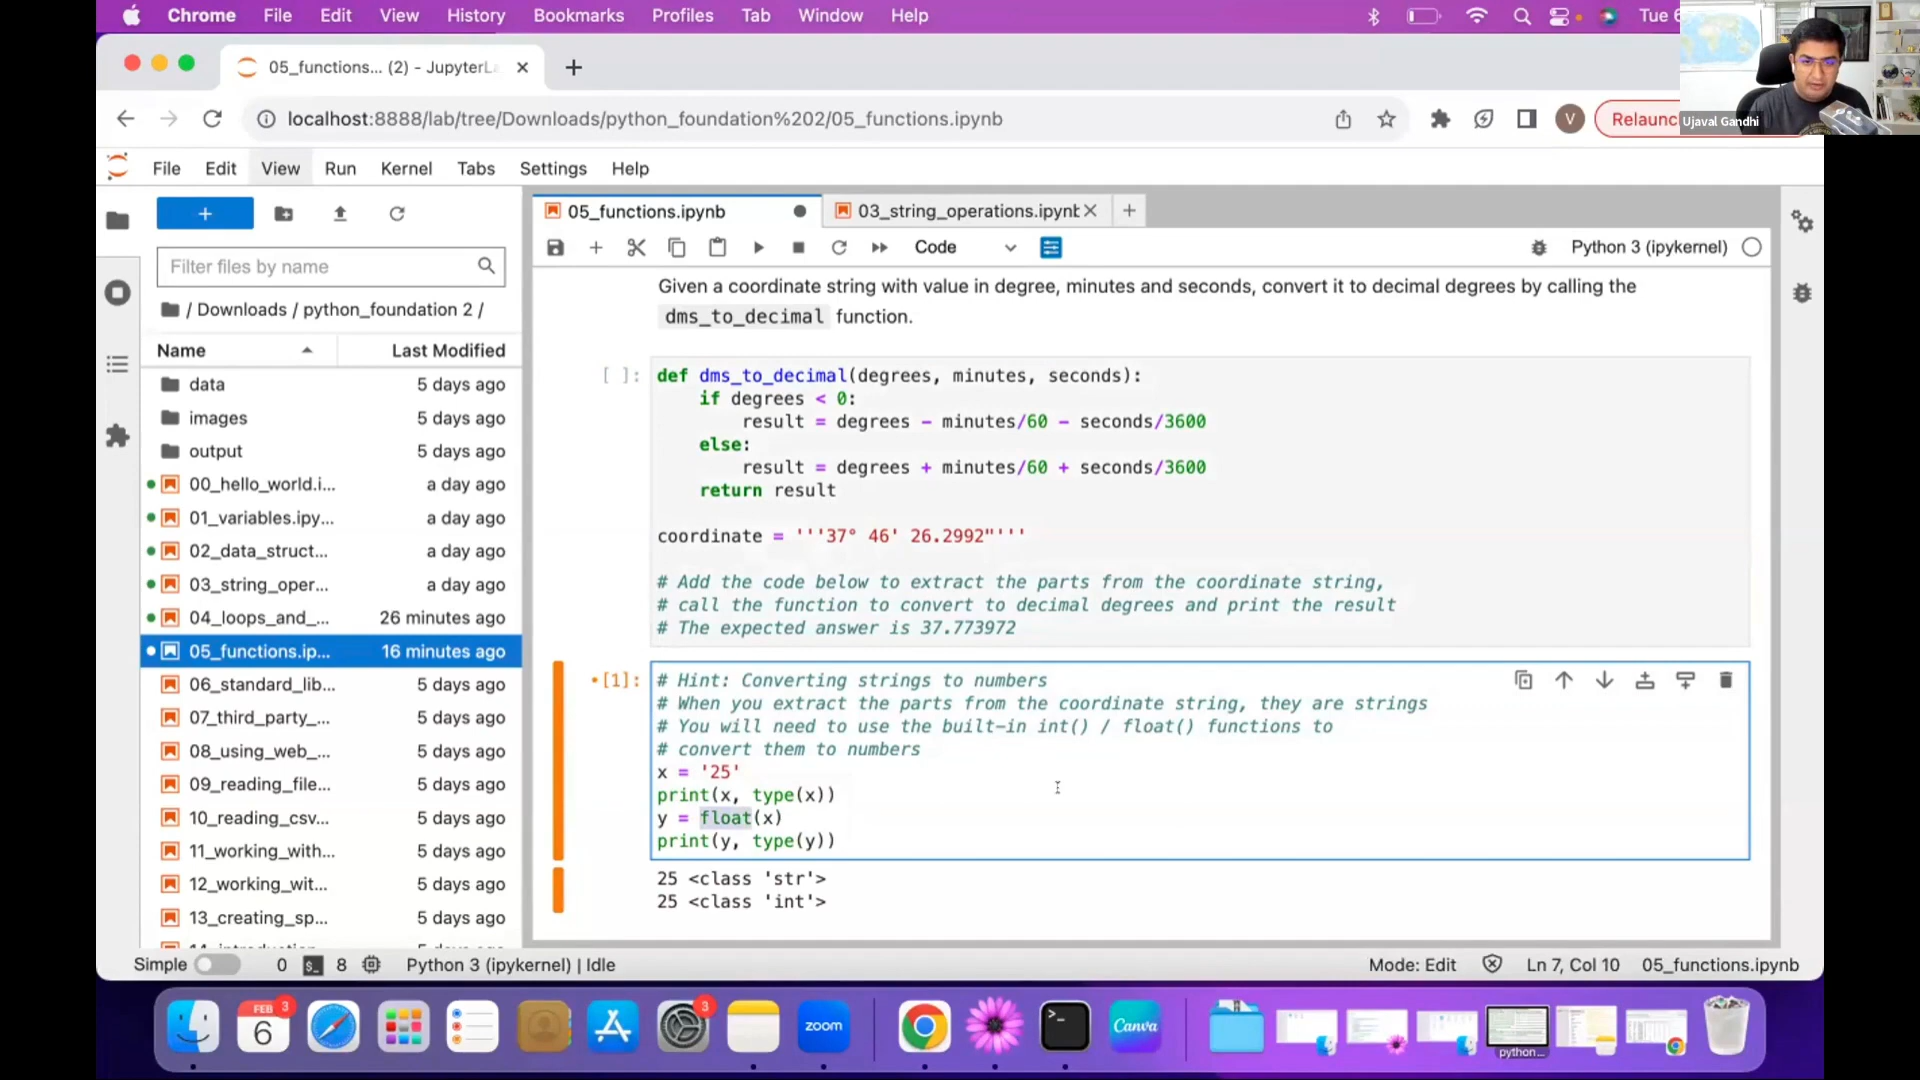 Chrome File Edit View History Bookmarks Profiles Tab Window Help
Tue 6
05_functions... (2) - JupyterLa
localhost:8888/lab/tree/Downloads/python_foundation%202/05_functions.ipynb
V
Relaunc
Ujaval Gandhi
File Edit View Run Kernel Tabs Settings Help
05_functions.ipynb
03_string_operations.ipynb
Code
Python 3 (ipykernel)
Filter files by name
/ Downloads / python_foundation 2 /
Name Last Modified
data 5 days ago
images 5 days ago
output 5 days ago
00_hello_world.i... a day ago
01_variables.ipy... a day ago
02_data_struct... a day ago
03_string_oper... a day ago
04_loops_and_... 26 minutes ago
05_functions.ip... 16 minutes ago
06_standard_lib... 5 days ago
07_third_party_... 5 days ago
08_using_web_... 5 days ago
09_reading_file... 5 days ago
10_reading_csv... 5 days ago
11_working_with... 5 days ago
12_working_wit... 5 days ago
13_creating_sp... 5 days ago
Given a coordinate string with value in degree, minutes and seconds, convert it to decimal degrees by calling the
dms_to_decimal function.
[ ]:
def dms_to_decimal(degrees, minutes, seconds):
    if degrees < 0:
        result = degrees - minutes/60 - seconds/3600
    else:
        result = degrees + minutes/60 + seconds/3600
    return result
coordinate = '''37° 46' 26.2992"'''
# Add the code below to extract the parts from the coordinate string,
# call the function to convert to decimal degrees and print the result
# The expected answer is 37.773972
[1]:
# Hint: Converting strings to numbers
# When you extract the parts from the coordinate string, they are strings
# You will need to use the built-in int() / float() functions to
# convert them to numbers
x = '25'
print(x, type(x))
y = float(x)
print(y, type(y))
25 <class 'str'>
25 <class 'int'>
Simple 0 $_ 8 Python 3 (ipykernel) | Idle
Mode: Edit Ln 7, Col 10 05_functions.ipynb
FEB 3
6
3
zoom
>_
Canva
python...